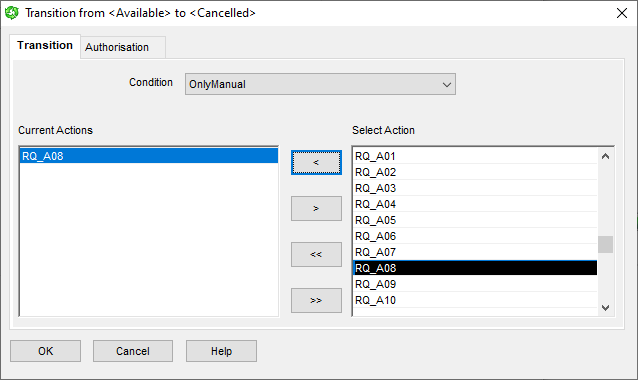 Transition from <Available> to <Cancelled>
Transition
Authorisation
Condition
OnlyManual
Current Actions
RQ_A08
<
>
<<
>>
Select Action
RQ_A01
RQ_A02
RQ_A03
RQ_A04
RQ_A05
RQ_A06
RQ_A07
RQ_A08
RQ_A09
RQ_A10
OK
Cancel
Help